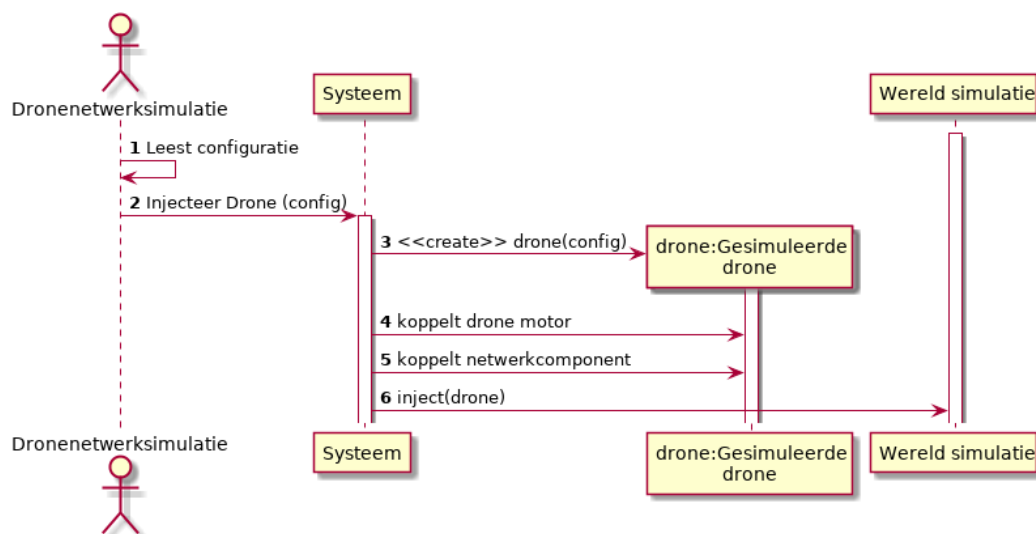 Dronenetwerksimulatie
Systeem
Wereld simulatie
1 Leest configuratie
2 Injecteer Drone (config)
3 <<create>> drone(config)
drone:Gesimuleerde
drone
4 koppelt drone motor
5 koppelt netwerkcomponent
6 inject(drone)
Dronenetwerksimulatie
Systeem
drone:Gesimuleerde
drone
Wereld simulatie